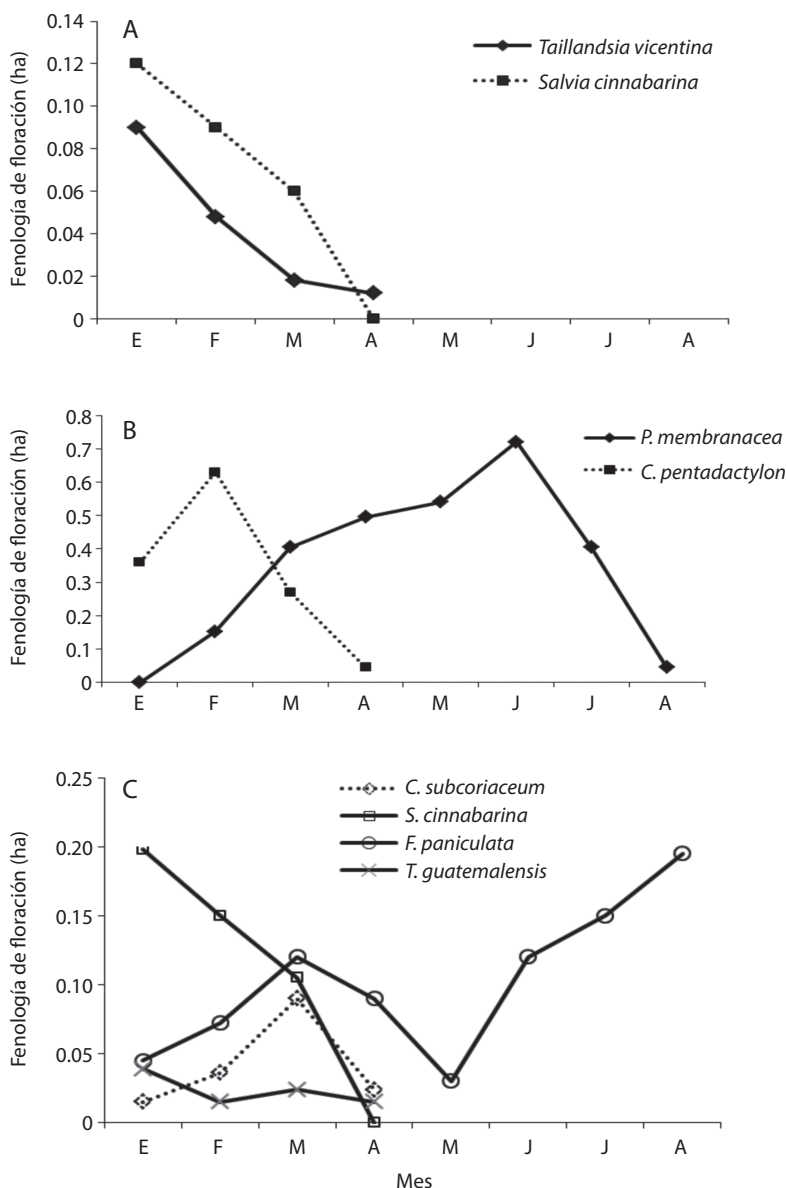 A
Taillandsia vicentina
Salvia cinnabarina
Fenología de floración (ha)
0.14
0.12
0.10
0.08
0.06
0.04
0.02
0
E F M A M J J A
B
P. membranacea
C. pentadactylon
Fenología de floración (ha)
0.8
0.7
0.6
0.5
0.4
0.3
0.2
0.1
0
E F M A M J J A
C
C. subcoriaceum
S. cinnabarina
F. paniculata
T. guatemalensis
Fenología de floración (ha)
0.25
0.20
0.15
0.10
0.05
0
E F M A M J J A
Mes